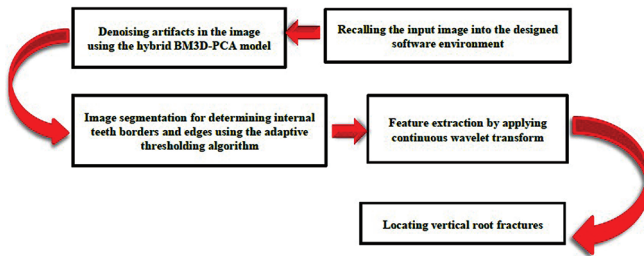 Denoising artifacts in the image
using the hybrid BM3D-PCA model
Recalling the input image into the designed
software environment
Image segmentation for determining internal
teeth borders and edges using the adaptive
thresholding algorithm
Feature extraction by applying
continuous wavelet transform
Locating vertical root fractures